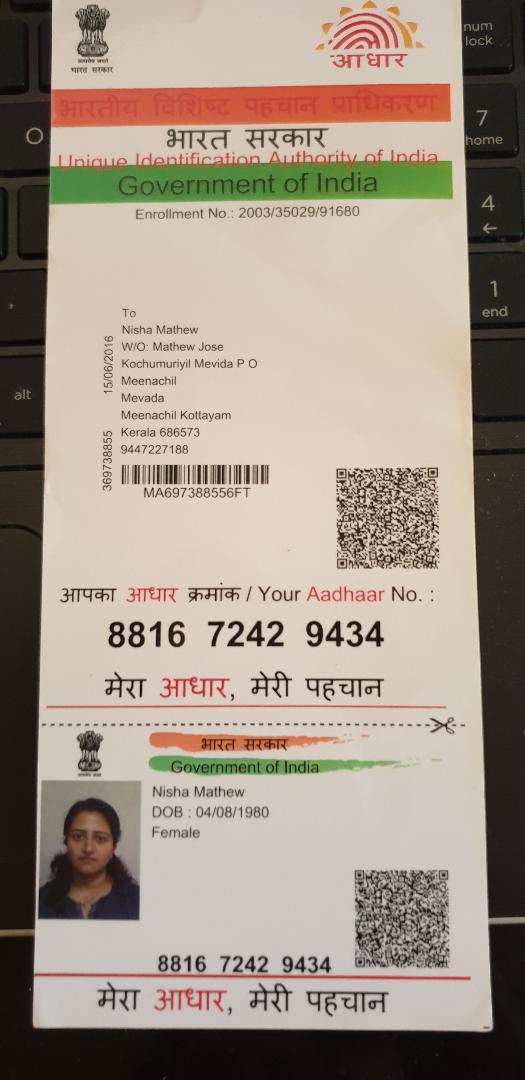 सत्यमेव जयते
भारत सरकार
आधार
भारतीय विशिष्ट पहचान प्राधिकरण
भारत सरकार
Unique Identification Authority of India
Government of India
Enrollment No.: 2003/35029/91680
To
Nisha Mathew
W/O: Mathew Jose
Kochumuriyil Mevida P O
Meenachil
Mevada
Meenachil Kottayam
Kerala 686573
9447227188
15/06/2016
369738855
MA697388556FT
आपका आधार क्रमांक / Your Aadhaar No. :
8816 7242 9434
मेरा आधार, मेरी पहचान
भारत सरकार
Government of India
Nisha Mathew
DOB : 04/08/1980
Female
8816 7242 9434
मेरा आधार, मेरी पहचान
num
lock
7
home
4
←
1
end
O
alt